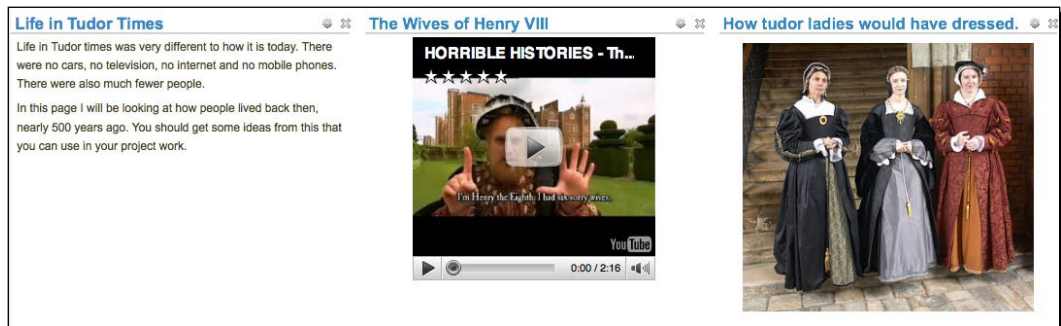 Life in Tudor Times
Life in Tudor times was very different to how it is today. There
were no cars, no television, no internet and no mobile phones.
There were also much fewer people.
In this page I will be looking at how people lived back then,
nearly 500 years ago. You should get some ideas from this that
you can use in your project work.
The Wives of Henry VIII
HORRIBLE HISTORIES - Th...
I'm Henry the Eighth, I had six sorry wives.
YouTube
0:00 / 2:16
How tudor ladies would have dressed.